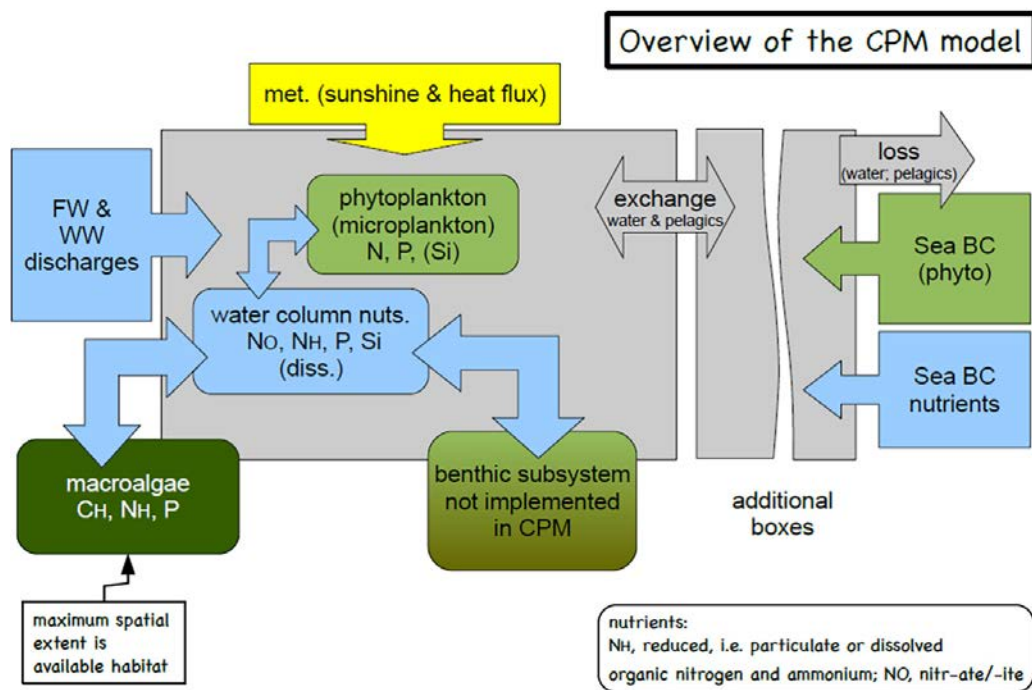 Overview of the CPM model
met. (sunshine & heat flux)
FW &
WW
discharges
phytoplankton
(microplankton)
N, P, (Si)
exchange
water & pelagics
loss
(water; pelagics)
Sea BC
(phyto)
water column nuts.
NO, NH, P, Si
(diss.)
Sea BC
nutrients
macroalgae
CH, NH, P
benthic subsystem
not implemented
in CPM
additional
boxes
maximum spatial
extent is
available habitat
nutrients:
NH, reduced, i.e. particulate or dissolved
organic nitrogen and ammonium; NO, nitr-ate/-ite